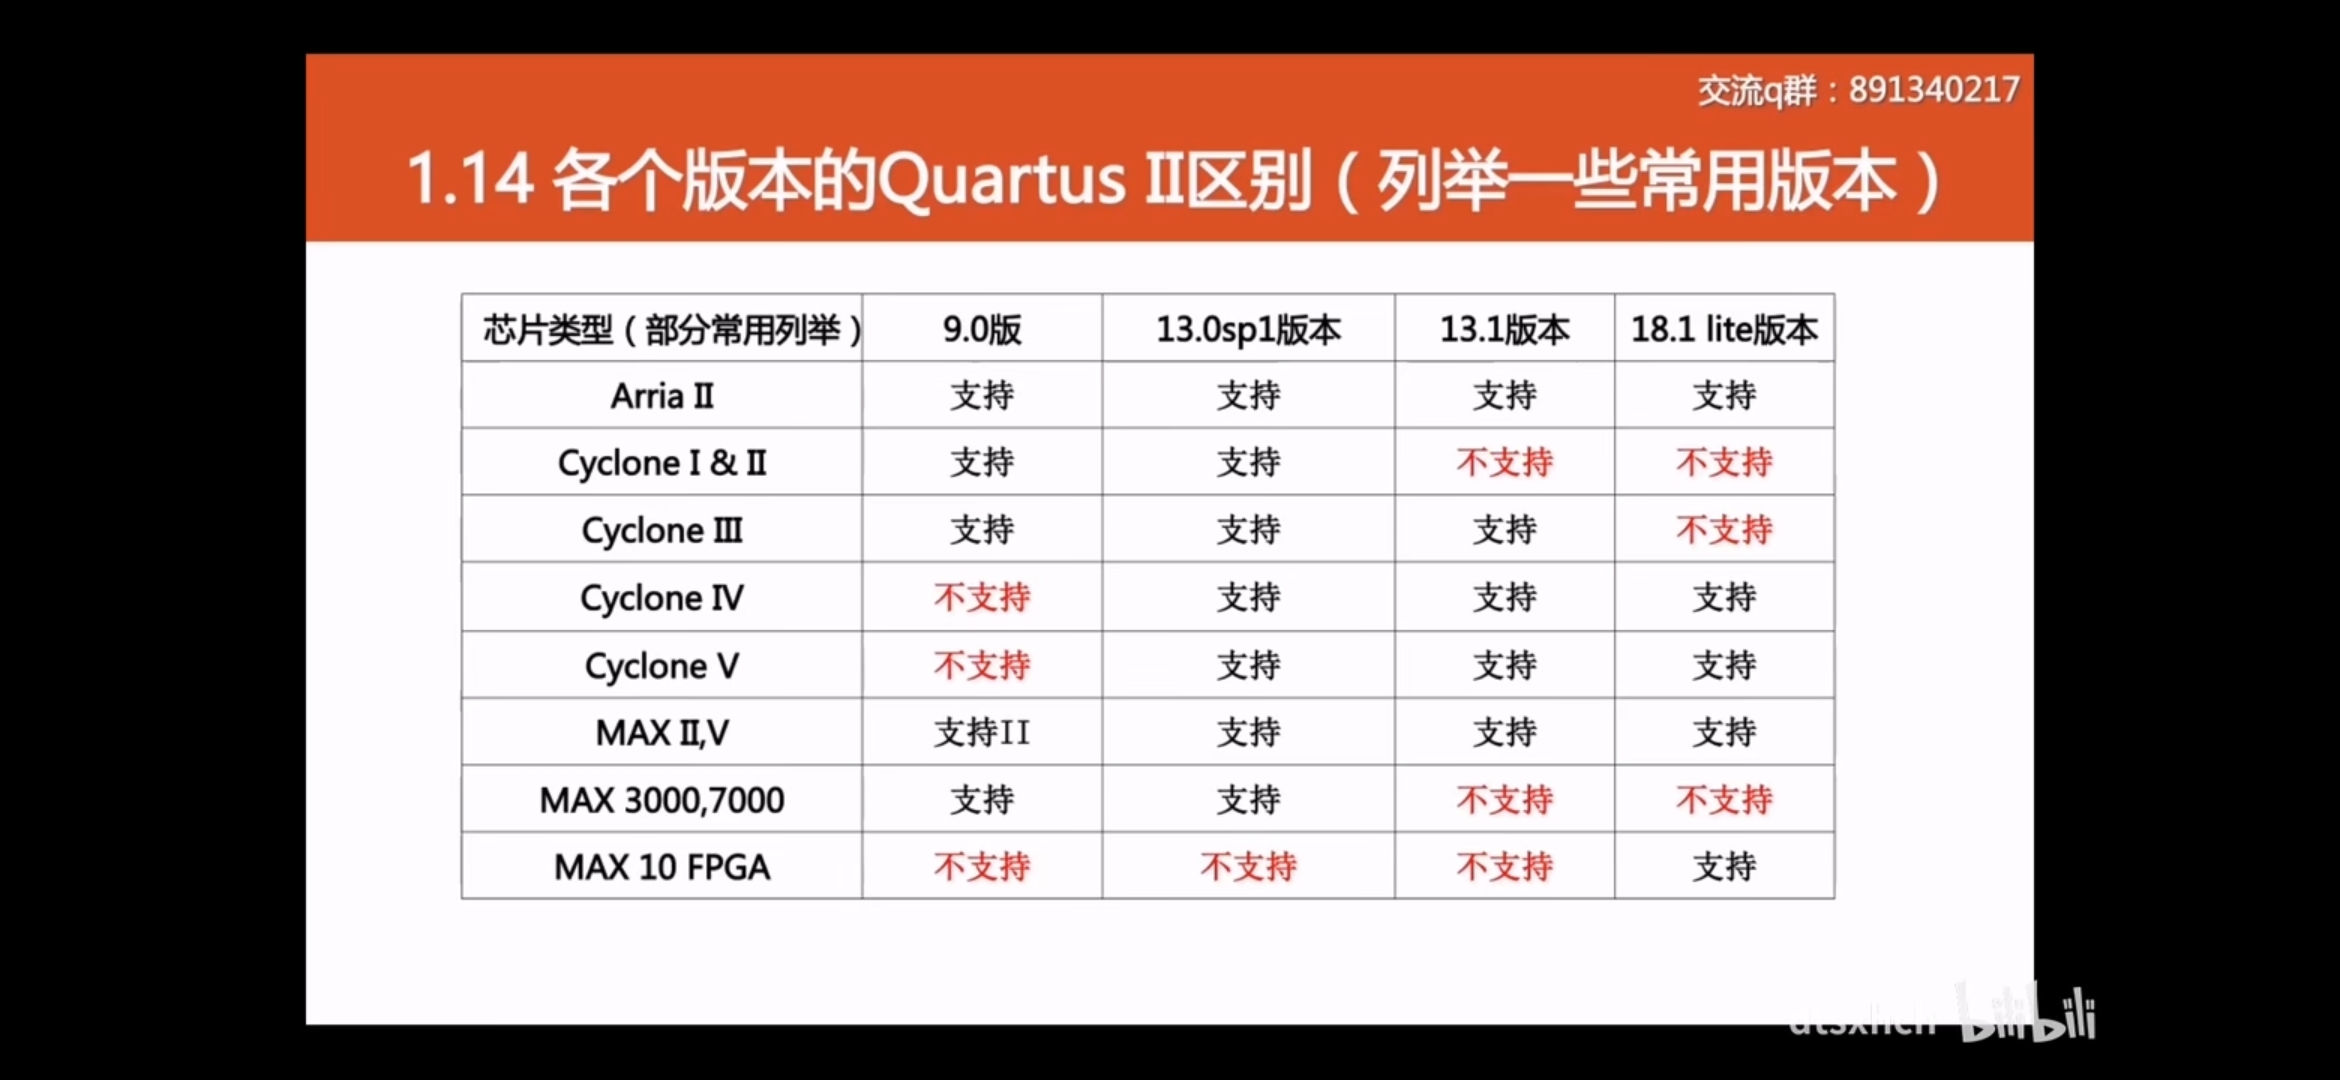 交流q群：891340217
1.14 各个版本的Quartus II区别（列举一些常用版本）
芯片类型（部分常用列举） 9.0版 13.0sp1版本 13.1版本 18.1 lite版本
Arria II 支持 支持 支持 支持
Cyclone I & II 支持 支持 不支持 不支持
Cyclone III 支持 支持 支持 不支持
Cyclone IV 不支持 支持 支持 支持
Cyclone V 不支持 支持 支持 支持
MAX II,V 支持II 支持 支持 支持
MAX 3000,7000 支持 支持 不支持 不支持
MAX 10 FPGA 不支持 不支持 不支持 支持
bilibili